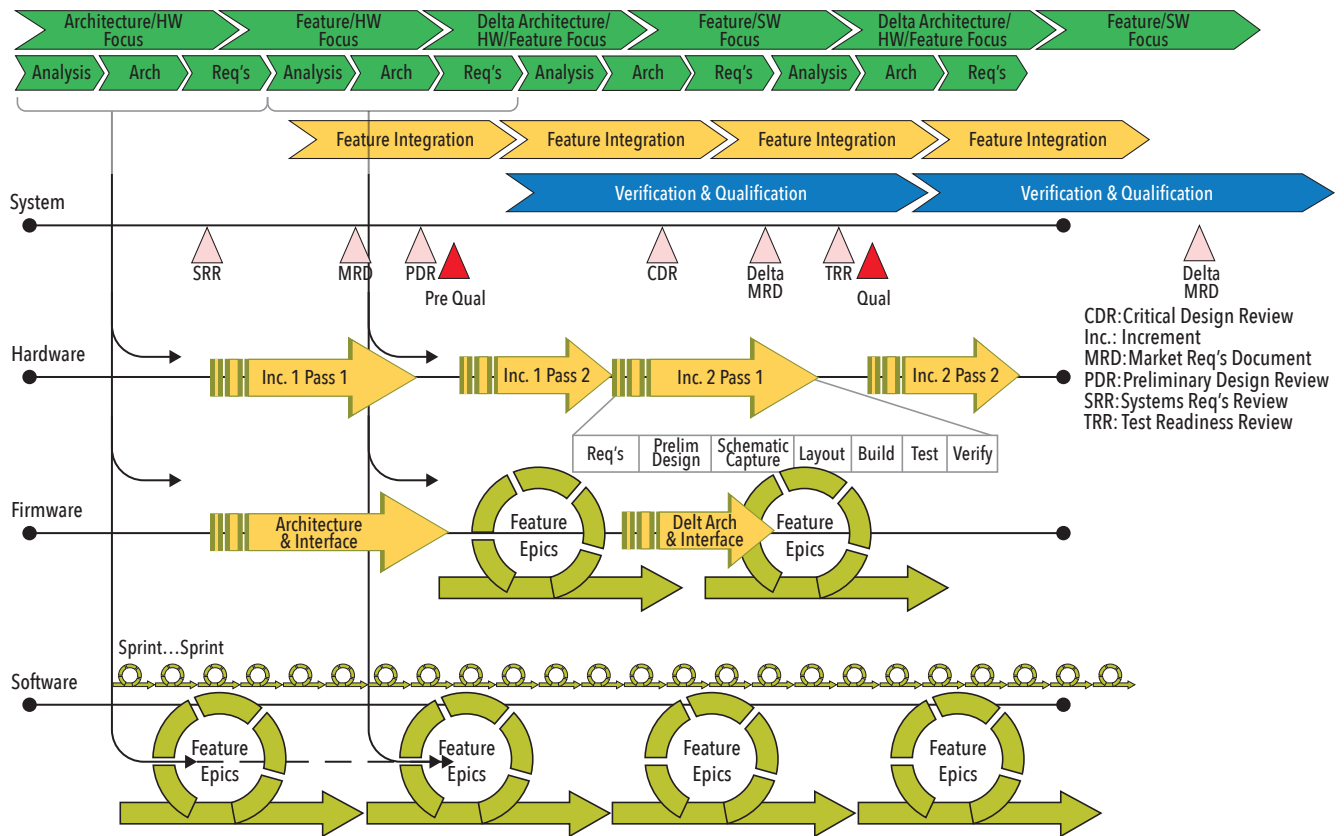 Architecture/HW
Focus
Feature/HW
Focus
Delta Architecture/
HW/Feature Focus
Feature/SW
Focus
Delta Architecture/
HW/Feature Focus
Feature/SW
Focus
Analysis
Arch
Req's
Analysis
Arch
Req's
Analysis
Arch
Req's
Analysis
Arch
Req's
Feature Integration
Feature Integration
Feature Integration
Feature Integration
Verification & Qualification
Verification & Qualification
System
SRR
MRD
PDR
Pre Qual
CDR
Delta
MRD
TRR
Qual
Delta
MRD
CDR: Critical Design Review
Inc.: Increment
MRD: Market Req's Document
PDR: Preliminary Design Review
SRR: Systems Req's Review
TRR: Test Readiness Review
Hardware
Inc. 1 Pass 1
Inc. 1 Pass 2
Inc. 2 Pass 1
Inc. 2 Pass 2
Req's
Prelim
Design
Schematic
Capture
Layout
Build
Test
Verify
Firmware
Architecture
& Interface
Feature
Epics
Delt Arch
& Interface
Feature
Epics
Sprint...Sprint
Software
Feature
Epics
Feature
Epics
Feature
Epics
Feature
Epics